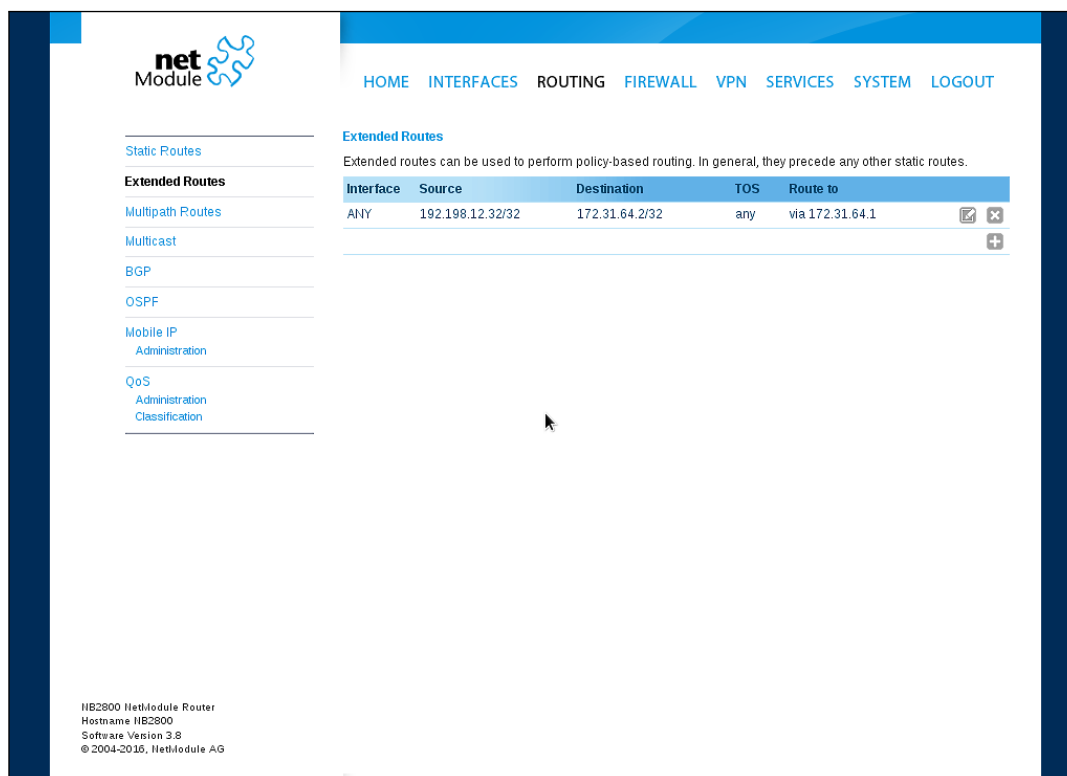 net
Module
HOME INTERFACES ROUTING FIREWALL VPN SERVICES SYSTEM LOGOUT
Static Routes
Extended Routes
Multipath Routes
Multicast
BGP
OSPF
Mobile IP
Administration
QoS
Administration
Classification
Extended Routes
Extended routes can be used to perform policy-based routing. In general, they precede any other static routes.
Interface Source Destination TOS Route to
ANY 192.198.12.32/32 172.31.64.2/32 any via 172.31.64.1
NB2800 NetModule Router
Hostname NB2800
Software Version 3.8
© 2004-2016, NetModule AG